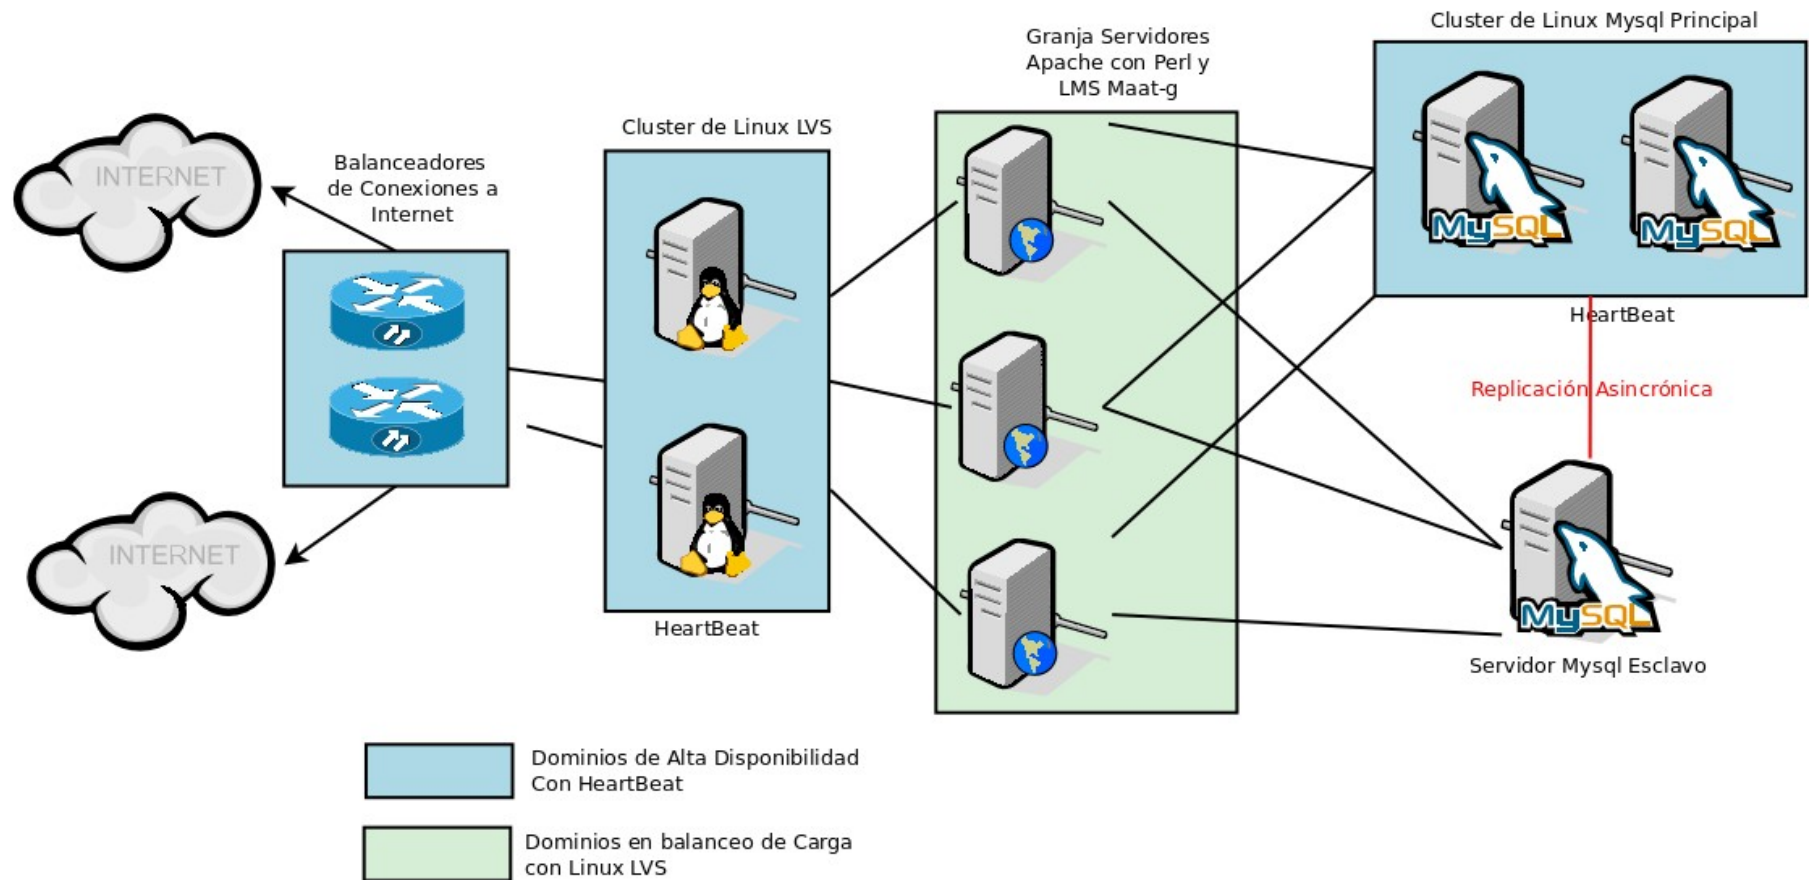 Cluster de Linux Mysql Principal
Granja Servidores
Apache con Perl y
LMS Maat-g
Cluster de Linux LVS
Balanceadores
de Conexiones a
Internet
INTERNET
INTERNET
MySQL
MySQL
HeartBeat
Replicación Asincrónica
MySQL
Servidor Mysql Esclavo
HeartBeat
Dominios de Alta Disponibilidad
Con HeartBeat
Dominios en balanceo de Carga
con Linux LVS